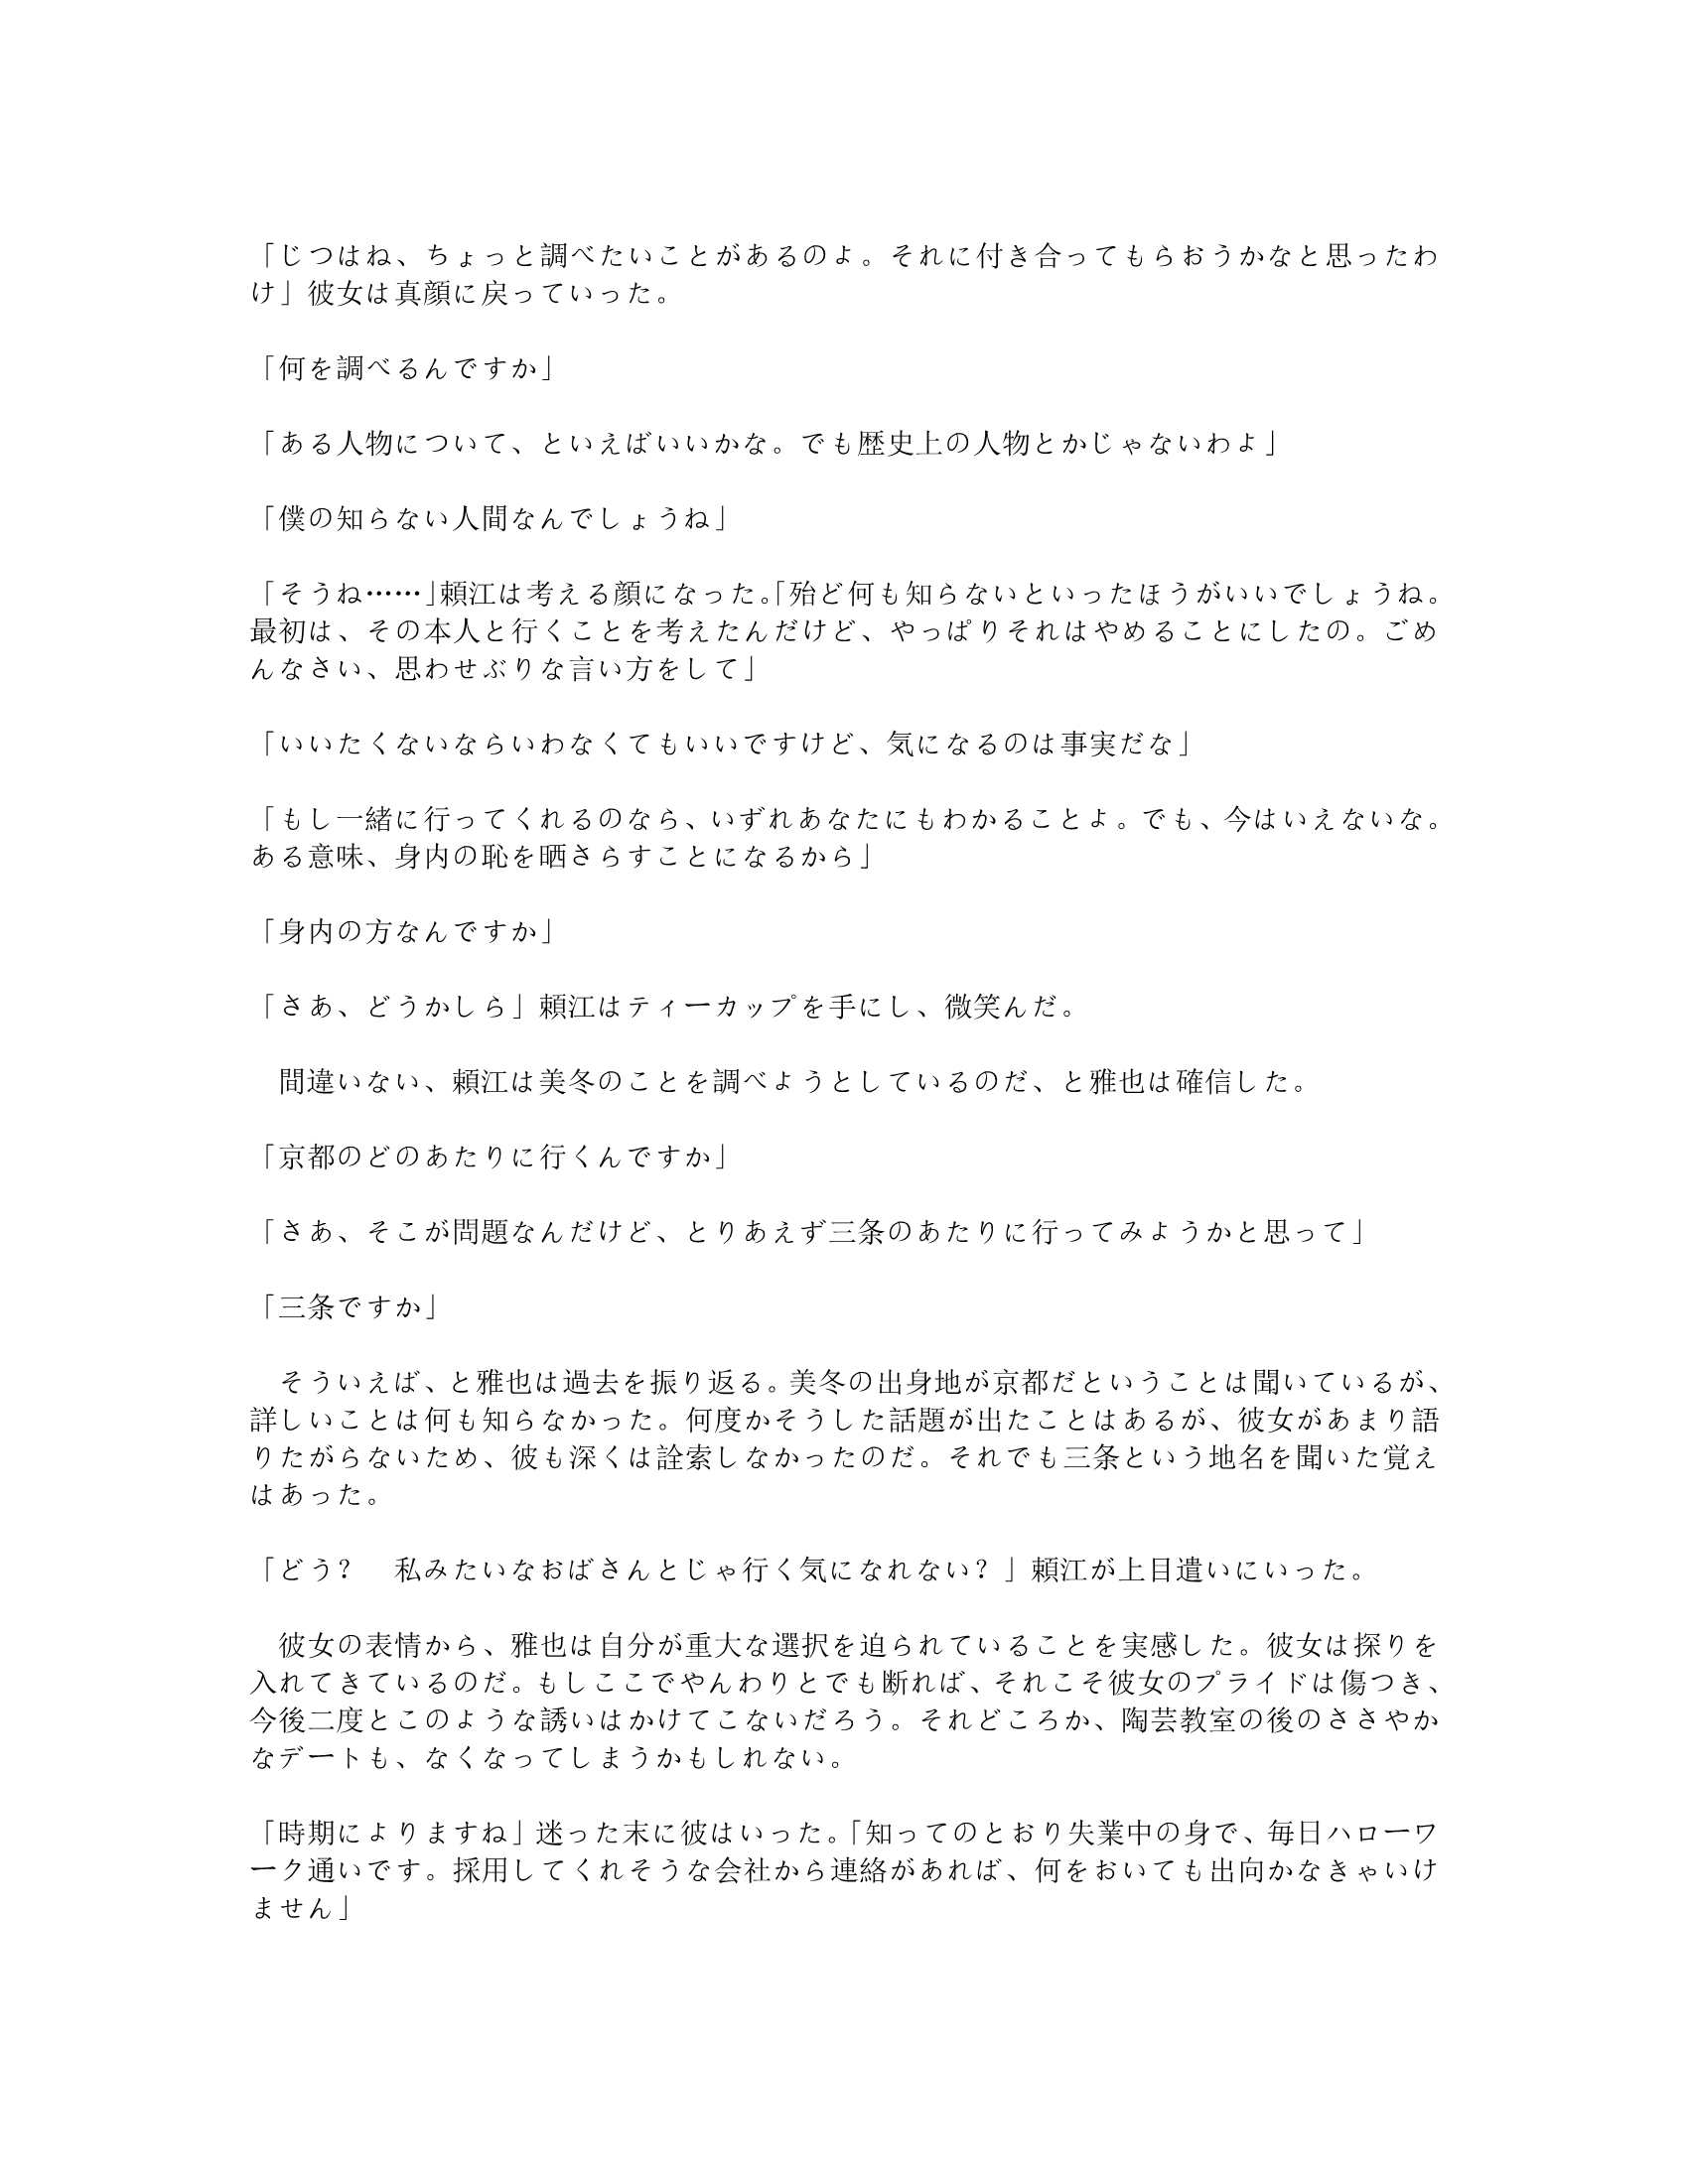 「じつはね、ちょっと調べたいことがあるのよ。それに付き合ってもらおうかなと思ったわ
け」彼女は真顔に戻っていった。
「何を調べるんですか」
「ある人物について、といえばいいかな。でも歴史上の人物とかじゃないわよ」
「僕の知らない人間なんでしょうね」
「そうね……」頼江は考える顔になった。「殆ど何も知らないといったほうがいいでしょうね。
最初は、その本人と行くことを考えたんだけど、やっぱりそれはやめることにしたの。ごめ
んなさい、思わせぶりな言い方をして」
「いいたくないならいわなくてもいいですけど、気になるのは事実だな」
「もし一緒に行ってくれるのなら、いずれあなたにもわかることよ。でも、今はいえないな。
ある意味、身内の恥を晒さらすことになるから」
「身内の方なんですか」
「さあ、どうかしら」頼江はティーカップを手にし、微笑んだ。
　間違いない、頼江は美冬のことを調べようとしているのだ、と雅也は確信した。
「京都のどのあたりに行くんですか」
「さあ、そこが問題なんだけど、とりあえず三条のあたりに行ってみようかと思って」
「三条ですか」
　そういえば、と雅也は過去を振り返る。美冬の出身地が京都だということは聞いているが、
詳しいことは何も知らなかった。何度かそうした話題が出たことはあるが、彼女があまり語
りたがらないため、彼も深くは詮索しなかったのだ。それでも三条という地名を聞いた覚え
はあった。
「どう？　私みたいなおばさんとじゃ行く気になれない？」頼江が上目遣いにいった。
　彼女の表情から、雅也は自分が重大な選択を迫られていることを実感した。彼女は探りを
入れてきているのだ。もしここでやんわりとでも断れば、それこそ彼女のプライドは傷つき、
今後二度とこのような誘いはかけてこないだろう。それどころか、陶芸教室の後のささやか
なデートも、なくなってしまうかもしれない。
「時期によりますね」迷った末に彼はいった。「知ってのとおり失業中の身で、毎日ハローワ
ーク通いです。採用してくれそうな会社から連絡があれば、何をおいても出向かなきゃいけ
ません」